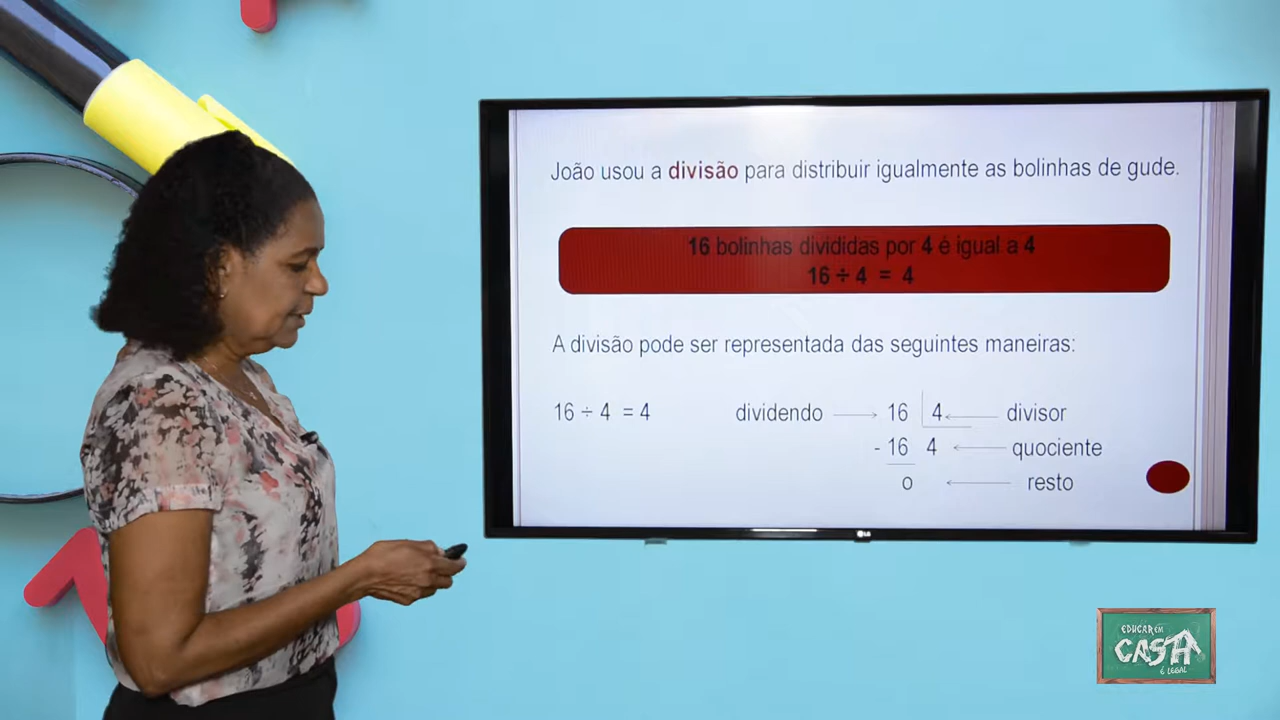 João usou a divisão para distribuir igualmente as bolinhas de gude.
16 bolinhas divididas por 4 é igual a 4
16 ÷ 4 = 4
A divisão pode ser representada das seguintes maneiras:
16 ÷ 4 = 4
dividendo 16 4 divisor
- 16 4 quociente
0 resto
LG
EDUCAR EM
CASA
É LEGAL